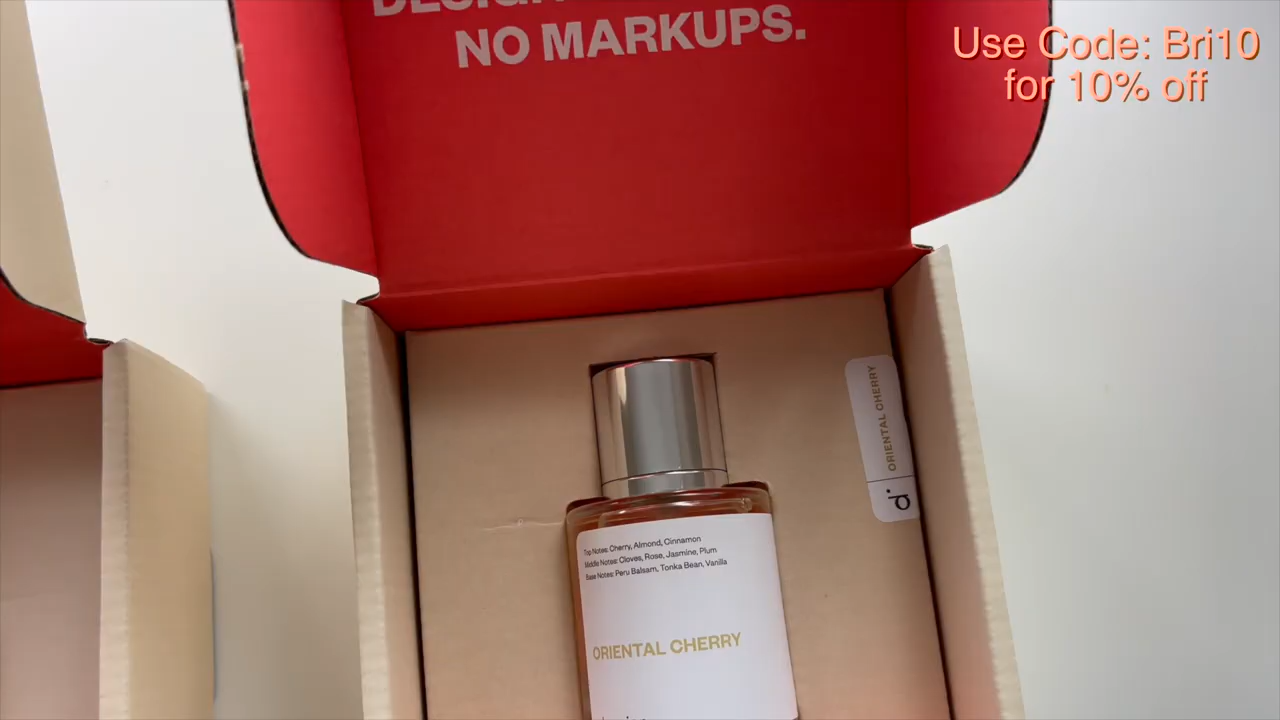 NO MARKUPS.
Use Code: Bri10
for 10% off
d.
ORIENTAL CHERRY
Top Notes: Cherry, Almond, Cinnamon
Middle Notes: Cloves, Rose, Jasmine, Plum
Base Notes: Peru Balsam, Tonka Bean, Vanilla
ORIENTAL CHERRY